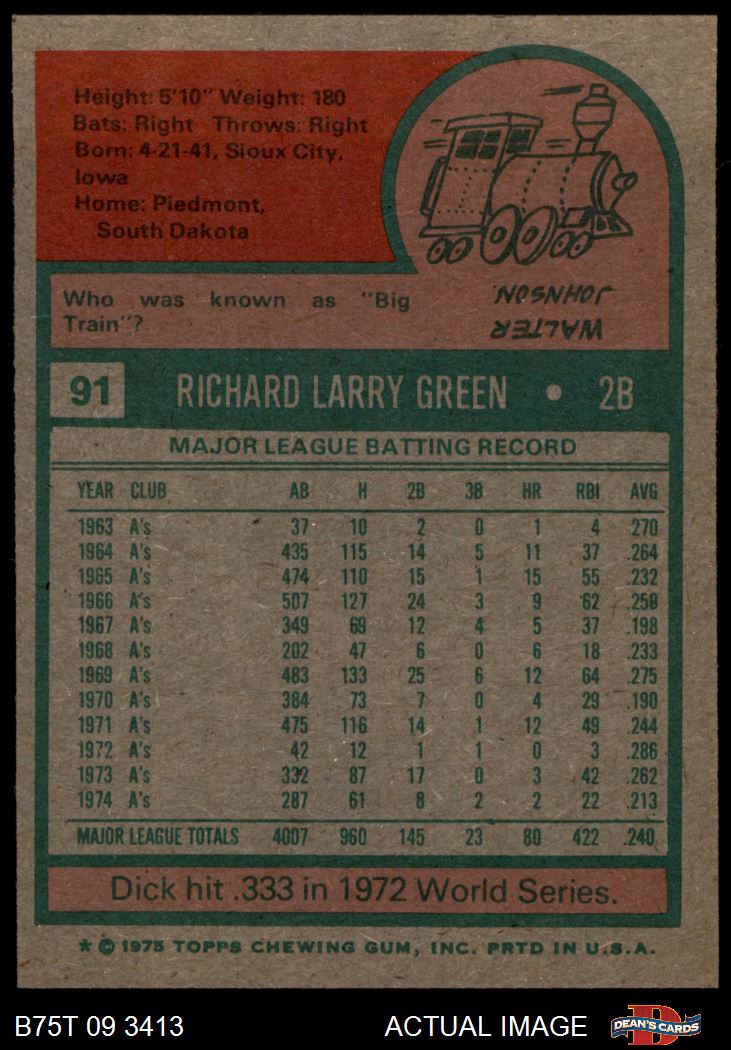 Height: 5'10" Weight: 180
Bats: Right Throws: Right
Born: 4-21-41, Sioux City,
Iowa
Home: Piedmont,
South Dakota
Who was known as "Big
Train"?
WALTER
JOHNSON.
91 RICHARD LARRY GREEN • 2B
MAJOR LEAGUE BATTING RECORD
YEAR CLUB AB H 2B 3B HR RBI AVG
1963 A's 37 10 2 0 1 4 .270
1964 A's 435 115 14 5 11 37 .264
1965 A's 474 110 15 1 15 55 .232
1966 A's 507 127 24 3 9 62 .250
1967 A's 349 69 12 4 5 37 .198
1968 A's 202 47 6 0 6 18 .233
1969 A's 483 133 25 6 12 64 .275
1970 A's 384 73 7 0 4 29 .190
1971 A's 475 116 14 1 12 49 .244
1972 A's 42 12 1 1 0 3 .286
1973 A's 332 87 17 0 3 42 .262
1974 A's 287 61 8 2 2 22 .213
MAJOR LEAGUE TOTALS 4007 960 145 23 80 422 .240
Dick hit .333 in 1972 World Series.
* © 1975 TOPPS CHEWING GUM, INC. PRTD IN U.S.A.
B75T 09 3413 ACTUAL IMAGE DEAN'S CARDS